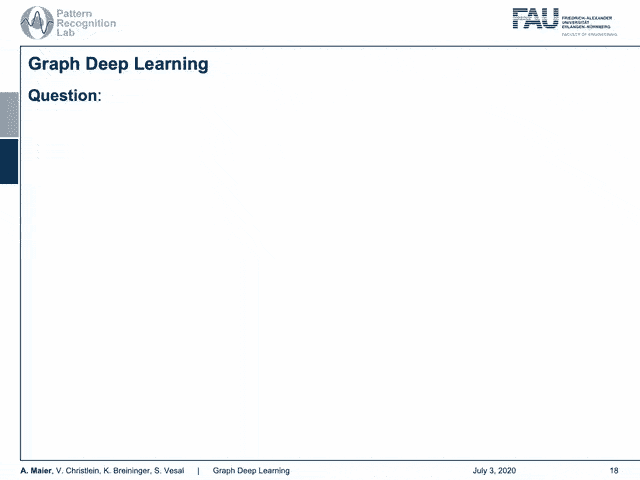 Pattern
Recognition
Lab
FAU
FRIEDRICH-ALEXANDER
UNIVERSITÄT
ERLANGEN-NÜRNBERG
FACULTY OF ENGINEERING
Graph Deep Learning
Question:
A. Maier, V. Christlein, K. Breininger, S. Vesal | Graph Deep Learning July 3, 2020 18